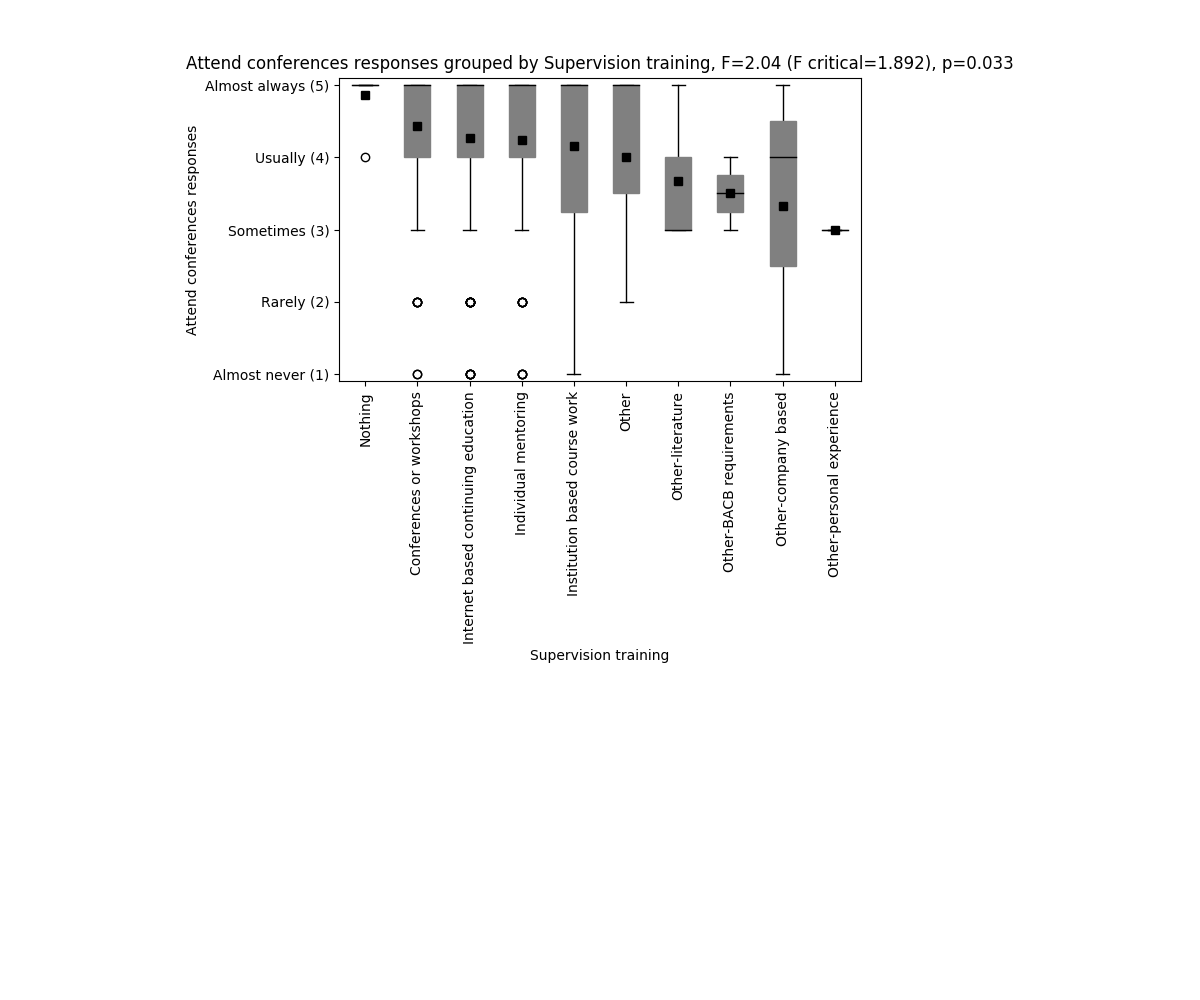 Attend conferences responses grouped by Supervision training, F=2.04 (F critical=1.892), p=0.033
Attend conferences responses
Almost always (5)
Usually (4)
Sometimes (3)
Rarely (2)
Almost never (1)
Nothing
Conferences or workshops
Internet based continuing education
Individual mentoring
Institution based course work
Other
Other-literature
Other-BACB requirements
Other-company based
Other-personal experience
Supervision training